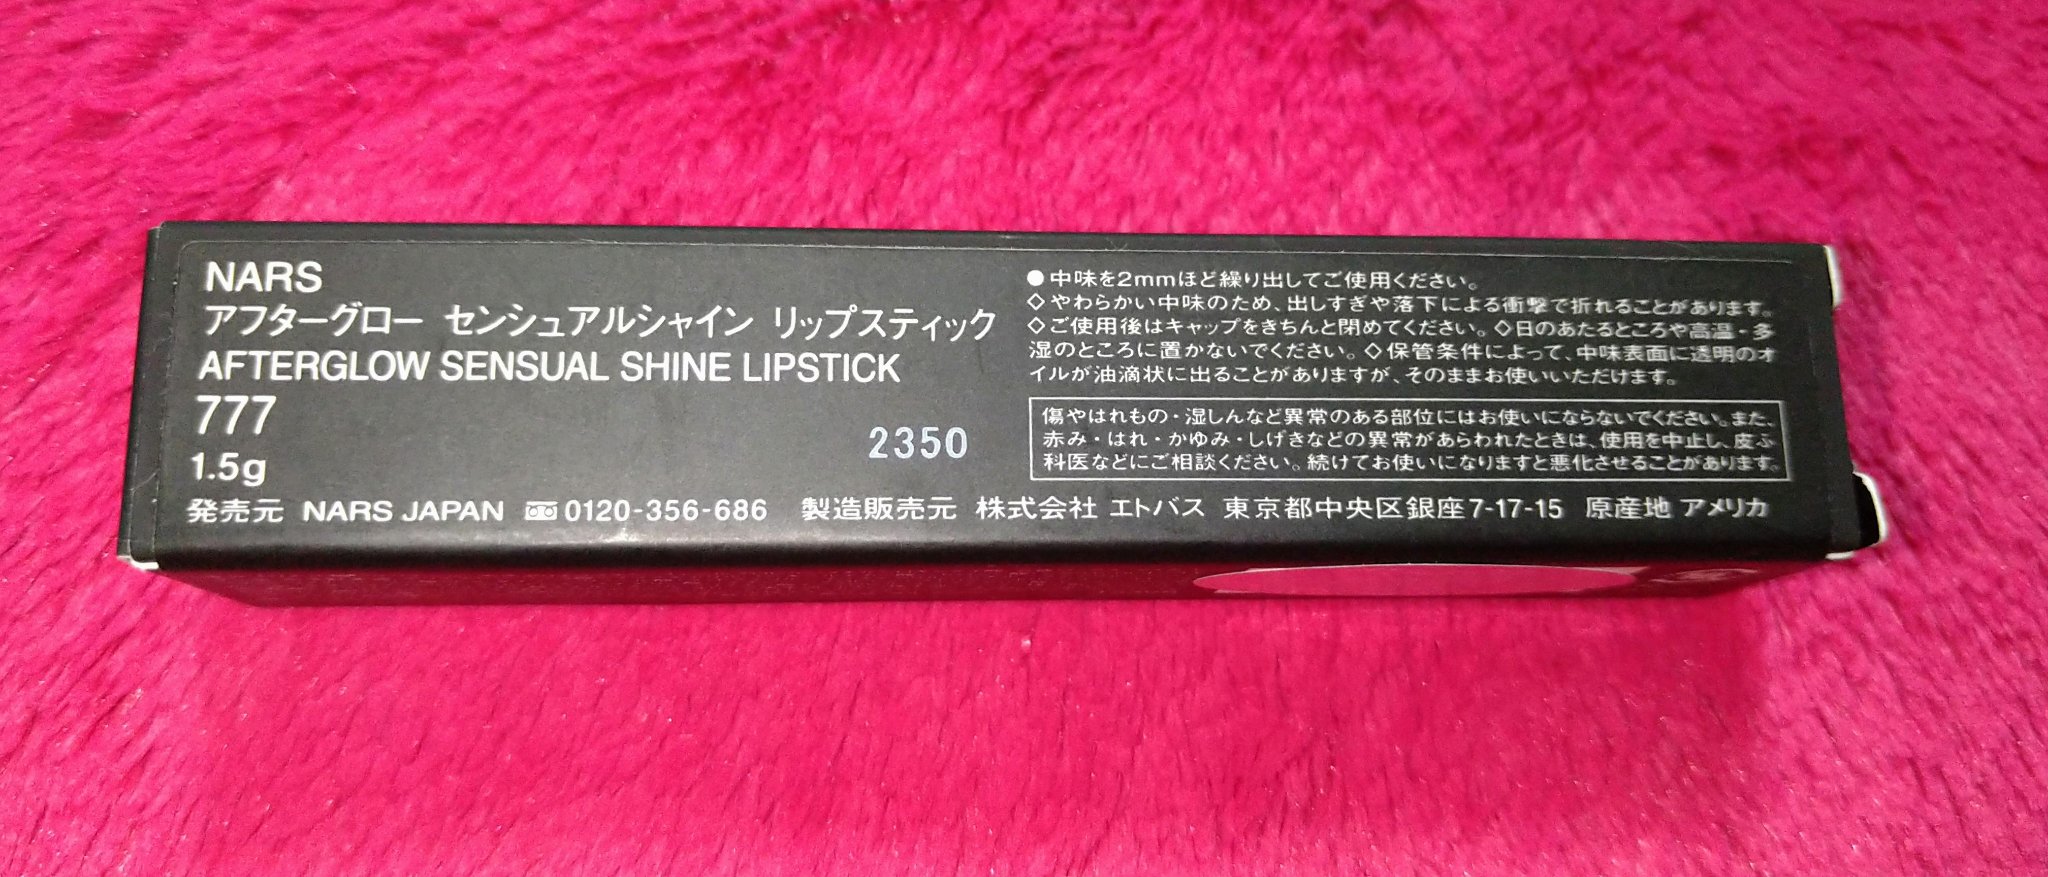 NARS
アフターグロー センシュアルシャイン リップスティック
AFTERGLOW SENSUAL SHINE LIPSTICK
777
1.5g
2350
●中味を2mmほど繰り出してご使用ください。
◇やわらかい中味のため、出しすぎや落下による衝撃で折れることがあります。
◇ご使用後はキャップをきちんと閉めてください。◇日のあたるところや高温・多
湿のところに置かないでください。◇保管条件によって、中味表面に透明のオ
イルが油滴状に出ることがありますが、そのままお使いいただけます。
傷やはれもの・湿しんなど異常のある部位にはお使いにならないでください。また、
赤み・はれ・かゆみ・しげきなどの異常があらわれたときは、使用を中止し、皮ふ
科医などにご相談ください。続けてお使いになりますと悪化させることがあります。
発売元 NARS JAPAN 0120-356-686 製造販売元 株式会社 エトバス 東京都中央区銀座7-17-15 原産地 アメリカ